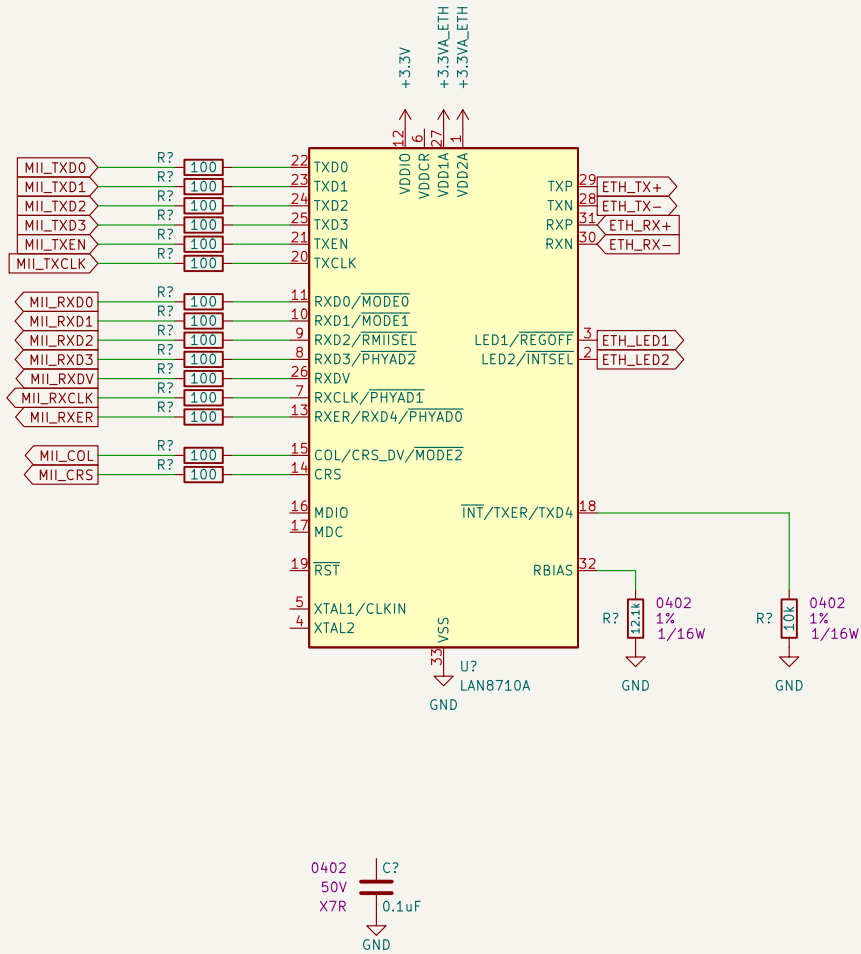 +3.3V
+3.3VA_ETH
+3.3VA_ETH
12
6
27
1
VDDIO
VDDCR
VDD1A
VDD2A
MII_TXD0 R? 100 22 TXD0
MII_TXD1 R? 100 23 TXD1 TXP 29 ETH_TX+
MII_TXD2 R? 100 24 TXD2 TXN 28 ETH_TX-
MII_TXD3 R? 100 25 TXD3 RXP 31 ETH_RX+
MII_TXEN R? 100 21 TXEN RXN 30 ETH_RX-
MII_TXCLK R? 100 20 TXCLK
MII_RXD0 R? 100 11 RXD0/MODE0
MII_RXD1 R? 100 10 RXD1/MODE1
MII_RXD2 R? 100 9 RXD2/RMIISEL LED1/REGOFF 3 ETH_LED1
MII_RXD3 R? 100 8 RXD3/PHYAD2 LED2/INTSEL 2 ETH_LED2
MII_RXDV R? 100 26 RXDV
MII_RXCLK R? 100 7 RXCLK/PHYAD1
MII_RXER R? 100 13 RXER/RXD4/PHYAD0
MII_COL R? 100 15 COL/CRS_DV/MODE2
MII_CRS R? 100 14 CRS
16 MDIO INT/TXER/TXD4 18
17 MDC
19 RST RBIAS 32
5 XTAL1/CLKIN
4 XTAL2
VSS
33
R? 12.1k 0402
1%
1/16W
GND
R? 10k 0402
1%
1/16W
GND
U?
LAN8710A
GND
0402 C?
50V
X7R 0.1uF
GND